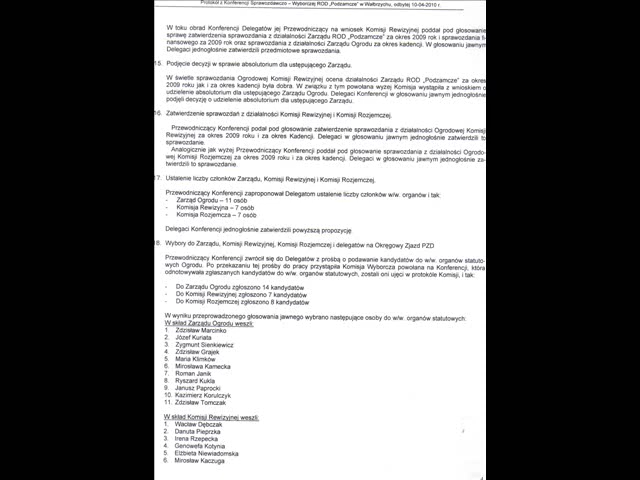 Protokół z Konferencji Sprawozdawczo – Wyborczej ROD „Podzamcze” w Wałbrzychu, odbytej 10-04-2010 r.
W toku obrad Konferencji Delegatów jej Przewodniczący na wniosek Komisji Rewizyjnej poddał pod głosowanie
sprawę zatwierdzenia sprawozdania z działalności Zarządu ROD „Podzamcze” za okres 2009 rok i sprawozdania fi-
nansowego za 2009 rok oraz sprawozdania z działalności Zarządu Ogrodu za okres kadencji. W głosowaniu jawnym
Delegaci jednogłośnie zatwierdzili przedmiotowe sprawozdania.
15. Podjęcie decyzji w sprawie absolutorium dla ustępującego Zarządu.
W świetle sprawozdania Ogrodowej Komisji Rewizyjnej ocena działalności Zarządu ROD „Podzamcze” za okres
2009 roku jak i za okres kadencji była dobra. W związku z tym powołana wyżej Komisja wystąpiła z wnioskiem o
udzielenie absolutorium dla ustępującego Zarządu Ogrodu. Delegaci Konferencji w głosowaniu jawnym jednogłośnie
podjęli decyzję o udzielenie absolutorium dla ustępującego Zarządu.
16. Zatwierdzenie sprawozdań z działalności Komisji Rewizyjnej i Komisji Rozjemczej.
Przewodniczący Konferencji podał pod głosowanie zatwierdzenie sprawozdania z działalności Ogrodowej Komisji
Rewizyjnej za okres 2009 roku i za okres Kadencji. Delegaci w głosowaniu jawnym jednogłośnie zatwierdzili to
sprawozdanie.
Analogicznie jak wyżej Przewodniczący Konferencji poddał pod głosowanie sprawozdanie z działalności Ogrodo-
wej Komisji Rozjemczej za 2009 roku i za okres kadencji. Delegaci w głosowaniu jawnym jednogłośnie za-
twierdzili to sprawozdanie.
17. Ustalenie liczby członków Zarządu, Komisji Rewizyjnej i Komisji Rozjemczej.
Przewodniczący Konferencji zaproponował Delegatom ustalenie liczby członków w/w. organów i tak:
- Zarząd Ogrodu – 11 osób
- Komisja Rewizyjna – 7 osób
- Komisja Rozjemcza – 7 osób
Delegaci Konferencji jednogłośnie zatwierdzili powyższą propozycję
18. Wybory do Zarządu, Komisji Rewizyjnej, Komisji Rozjemczej i delegatów na Okręgowy Zjazd PZD
Przewodniczący Konferencji zwrócił się do Delegatów z prośbą o podawanie kandydatów do w/w. organów statuto-
wych Ogrodu. Po przekazaniu tej prośby do pracy przystąpiła Komisja Wyborcza powołana na Konferencji, która
odnotowywała zgłaszanych kandydatów do w/w. organów statutowych, zostali oni ujęci w protokóle Komisji, i tak:
- Do Zarządu Ogrodu zgłoszono 14 kandydatów
- Do Komisji Rewizyjnej zgłoszono 7 kandydatów
- Do Komisji Rozjemczej zgłoszono 8 kandydatów
W wyniku przeprowadzonego głosowania jawnego wybrano następujące osoby do w/w. organów statutowych:
W skład Zarządu Ogrodu weszli:
1. Zdzisław Marcinko
2. Józef Kuriata
3. Zygmunt Sienkiewicz
4. Zdzisław Grajek
5. Maria Klimków
6. Mirosława Kamecka
7. Roman Janik
8. Ryszard Kukla
9. Janusz Paprocki
10. Kazimierz Korulczyk
11. Zdzisław Tomczak
W skład Komisji Rewizyjnej weszli:
1. Wacław Dębczak
2. Danuta Pieprzka
3. Irena Rzepecka
4. Genowefa Kotynia
5. Elżbieta Niewiadomska
6. Mirosław Kaczuga